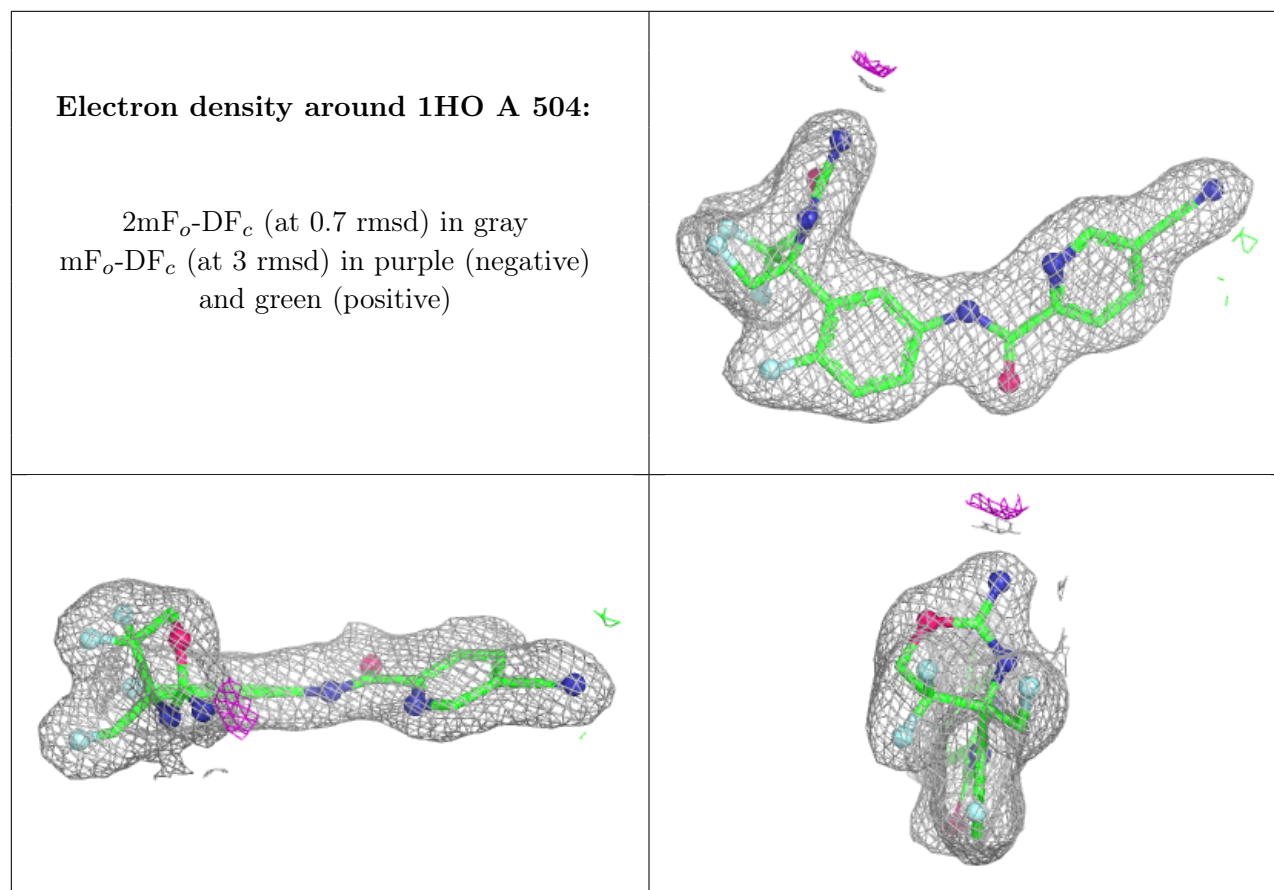 Electron density around 1HO A 504:
2mFₒ-DF𝒸 (at 0.7 rmsd) in gray
mFₒ-DF𝒸 (at 3 rmsd) in purple (negative)
and green (positive)